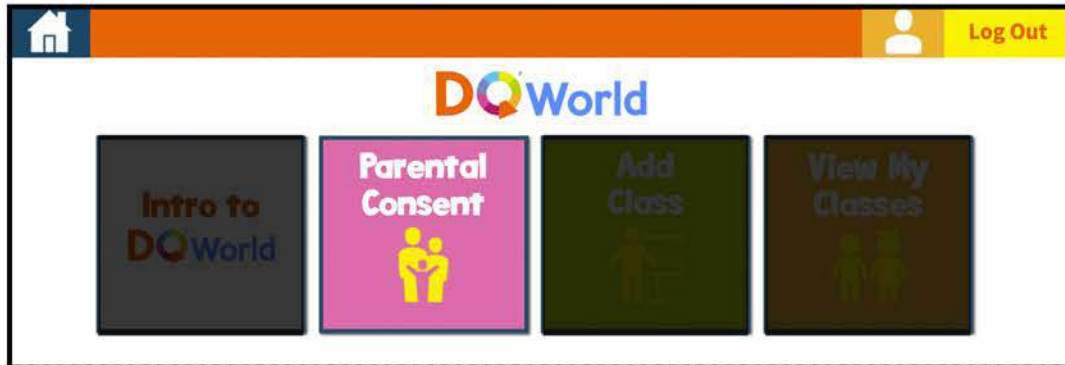 Log Out
DQ World
Intro to
DQ World
Parental
Consent
Add
Class
View My
Classes